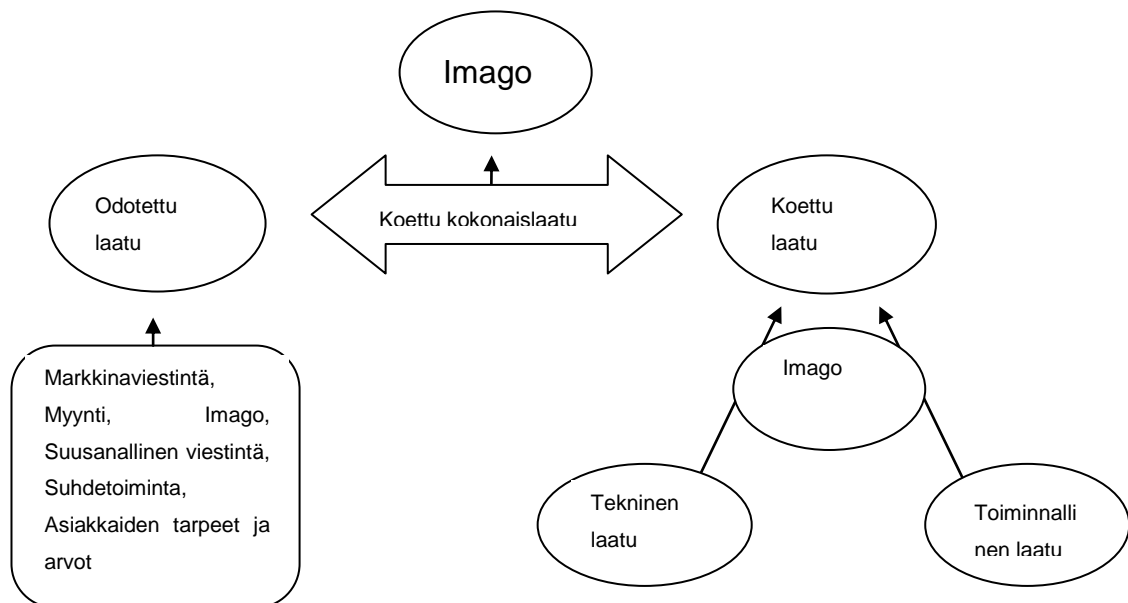 Imago
Odotettu
laatu
Koettu kokonaislaatu
Koettu
laatu
Markkinaviestintä,
Myynti, Imago,
Suusanallinen viestintä,
Suhdetoiminta,
Asiakkaiden tarpeet ja
arvot
Imago
Tekninen
laatu
Toiminnalli
nen laatu